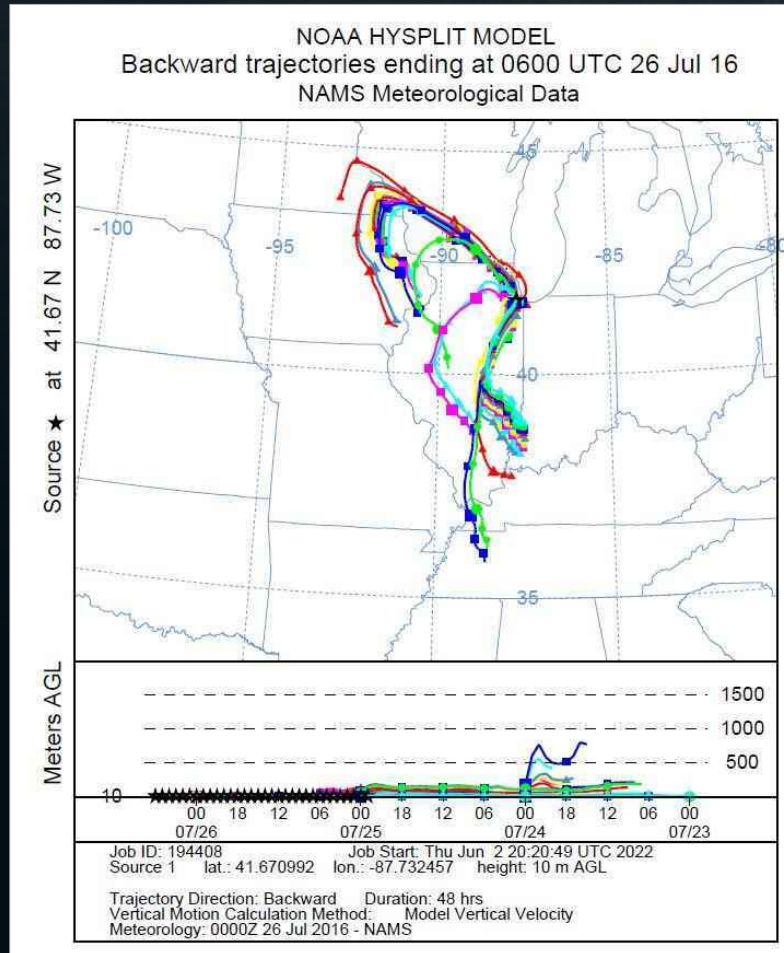 NOAA HYSPLIT MODEL
Backward trajectories ending at 0600 UTC 26 Jul 16
NAMS Meteorological Data
Source ★ at 41.67 N 87.73 W
45
-100
-95
-90
-85
-80
40
35
Meters AGL
1500
1000
500
10
00 18 12 06 00 18 12 06 00 18 12 06 00
07/26 07/25 07/24 07/23
Job ID: 194408 Job Start: Thu Jun 2 20:20:49 UTC 2022
Source 1 lat.: 41.670992 lon.: -87.732457 height: 10 m AGL
Trajectory Direction: Backward Duration: 48 hrs
Vertical Motion Calculation Method: Model Vertical Velocity
Meteorology: 0000Z 26 Jul 2016 - NAMS